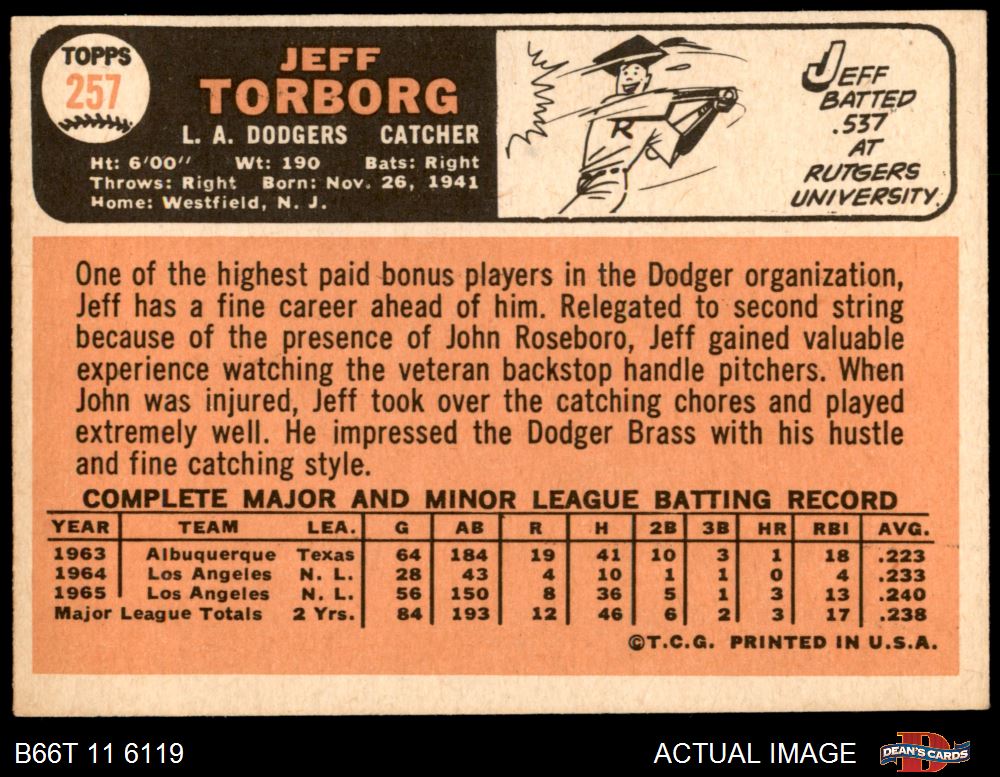 TOPPS
257
JEFF
TORBORG
L. A. DODGERS CATCHER
Ht: 6'00" Wt: 190 Bats: Right
Throws: Right Born: Nov. 26, 1941
Home: Westfield, N. J.
R
JEFF
BATTED
.537
AT
RUTGERS
UNIVERSITY.
One of the highest paid bonus players in the Dodger organization,
Jeff has a fine career ahead of him. Relegated to second string
because of the presence of John Roseboro, Jeff gained valuable
experience watching the veteran backstop handle pitchers. When
John was injured, Jeff took over the catching chores and played
extremely well. He impressed the Dodger Brass with his hustle
and fine catching style.
COMPLETE MAJOR AND MINOR LEAGUE BATTING RECORD
YEAR TEAM LEA. G AB R H 2B 3B HR RBI AVG.
1963 Albuquerque Texas 64 184 19 41 10 3 1 18 .223
1964 Los Angeles N. L. 28 43 4 10 1 1 0 4 .233
1965 Los Angeles N. L. 56 150 8 36 5 1 3 13 .240
Major League Totals 2 Yrs. 84 193 12 46 6 2 3 17 .238
©T.C.G. PRINTED IN U.S.A.
B66T 11 6119
ACTUAL IMAGE
DEAN'S CARDS